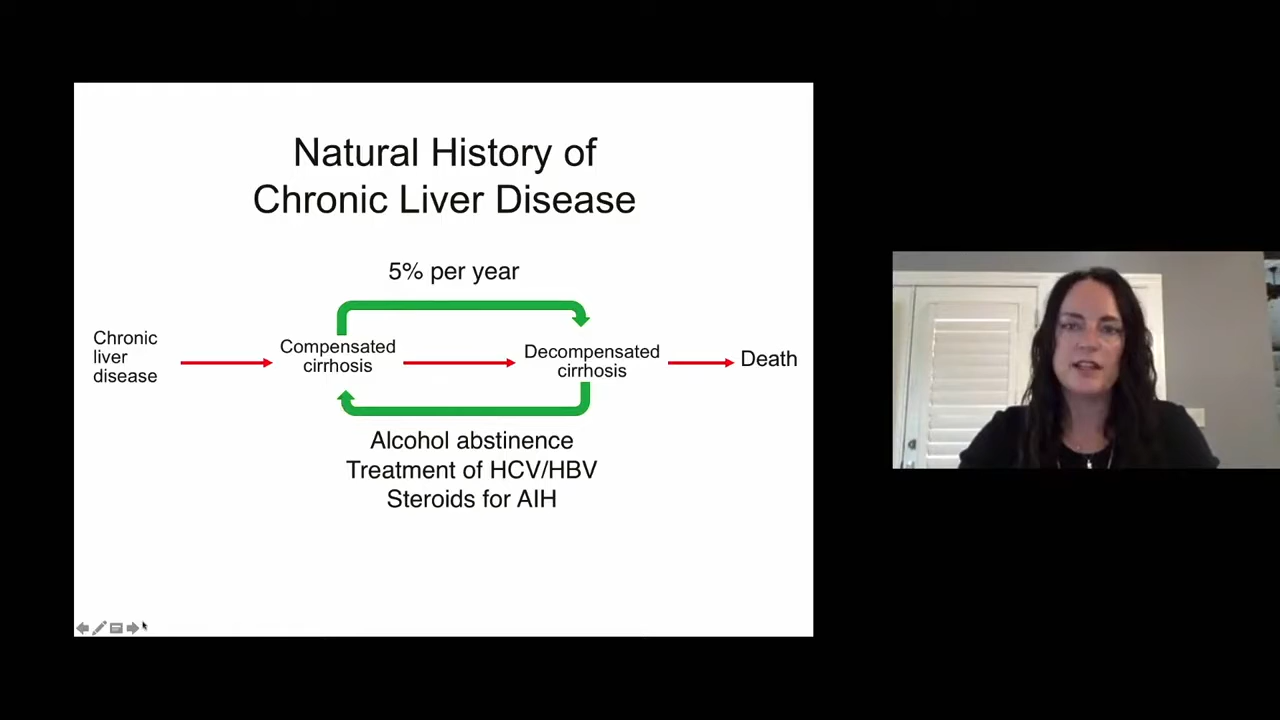 Natural History of
Chronic Liver Disease
5% per year
Chronic
liver
disease
Compensated
cirrhosis
Decompensated
cirrhosis
Death
Alcohol abstinence
Treatment of HCV/HBV
Steroids for AIH